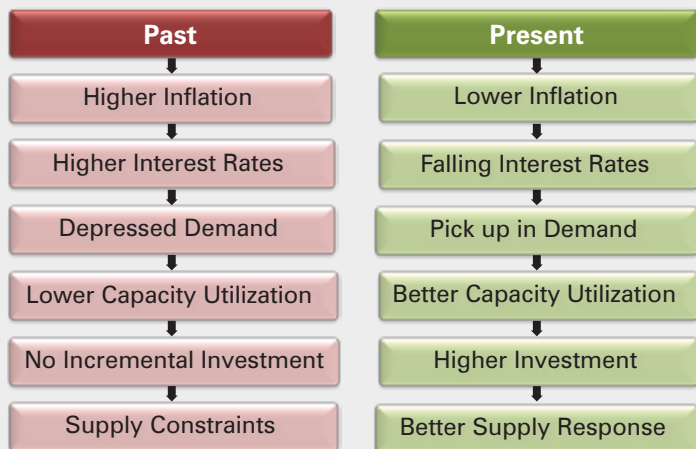 Past
Higher Inflation
Higher Interest Rates
Depressed Demand
Lower Capacity Utilization
No Incremental Investment
Supply Constraints
Present
Lower Inflation
Falling Interest Rates
Pick up in Demand
Better Capacity Utilization
Higher Investment
Better Supply Response